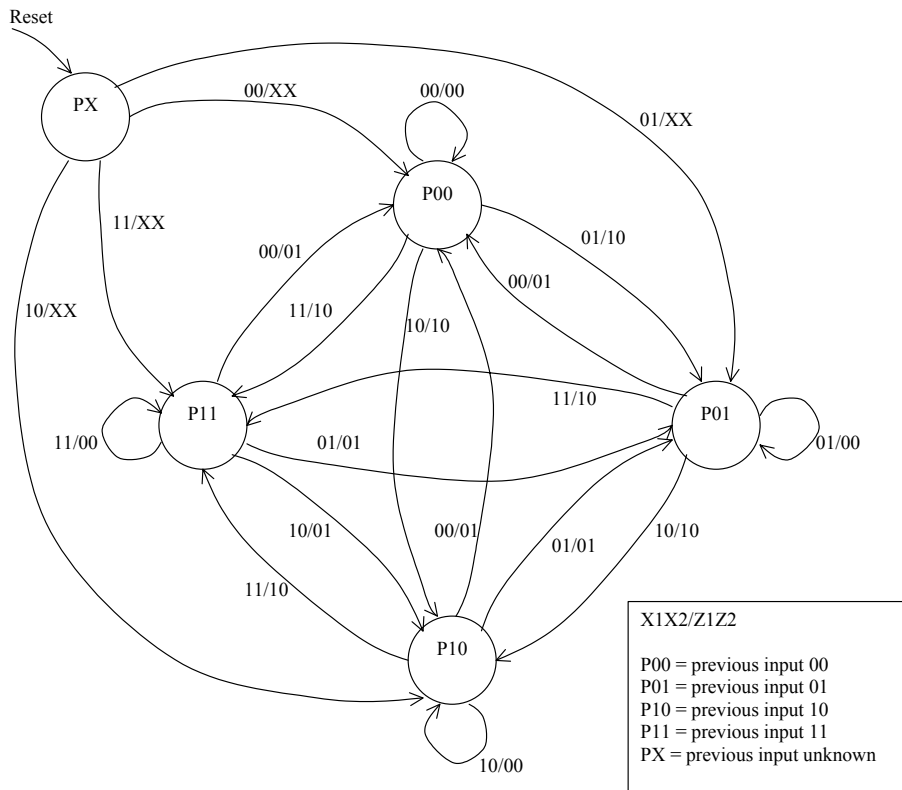 Reset
PX
00/XX
00/00
01/XX
P00
11/XX
00/01
01/10
10/XX
11/10
10/10
00/01
P11
11/10
P01
11/00
01/01
01/00
10/01
00/01
01/01
10/10
11/10
P10
10/00
X1X2/Z1Z2
P00 = previous input 00
P01 = previous input 01
P10 = previous input 10
P11 = previous input 11
PX = previous input unknown